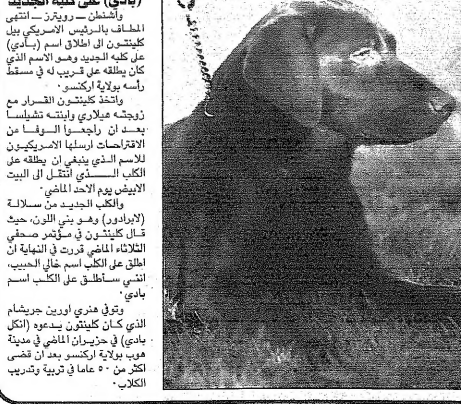 (بادي) على كلبه الجديد
واشنطن — رويترز — انتهى
المطاف بالرئيس الامريكي بيل
كلينتون الى اطلاق اسم (بادي)
على كلبه الجديد وهو الاسم الذي
كان يطلقه على قريب له في مسقط
رأسه بولاية اركنسو٠
واتخذ كلينتون القرار مع
زوجته هيلاري وابنته تشيلسا
بعد ان راجعوا الوفا من
الاقتراحات ارسلها الامريكيون
للاسم الذي ينبغي ان يطلقه على
الكلب الذي انتقل الى البيت
الابيض يوم الاحد الماضي٠
والكلب الجديد من سلالة
(لابرادور) وهو بني اللون، حيث
قال كلينتون في مؤتمر صحفي
الثلاثاء الماضي قررت في النهاية ان
اطلق على الكلب اسم خالي الحبيب،
انني سأطلق على الكلب اسم
بادي٠
وتوفي هنري اورين جريشام
الذي كان كلينتون يدعوه (انكل
بادي) في حزيران الماضي في مدينة
هوب بولاية اركنسو بعد ان قضى
اكثر من ٥٠ عاما في تربية وتدريب
الكلاب٠